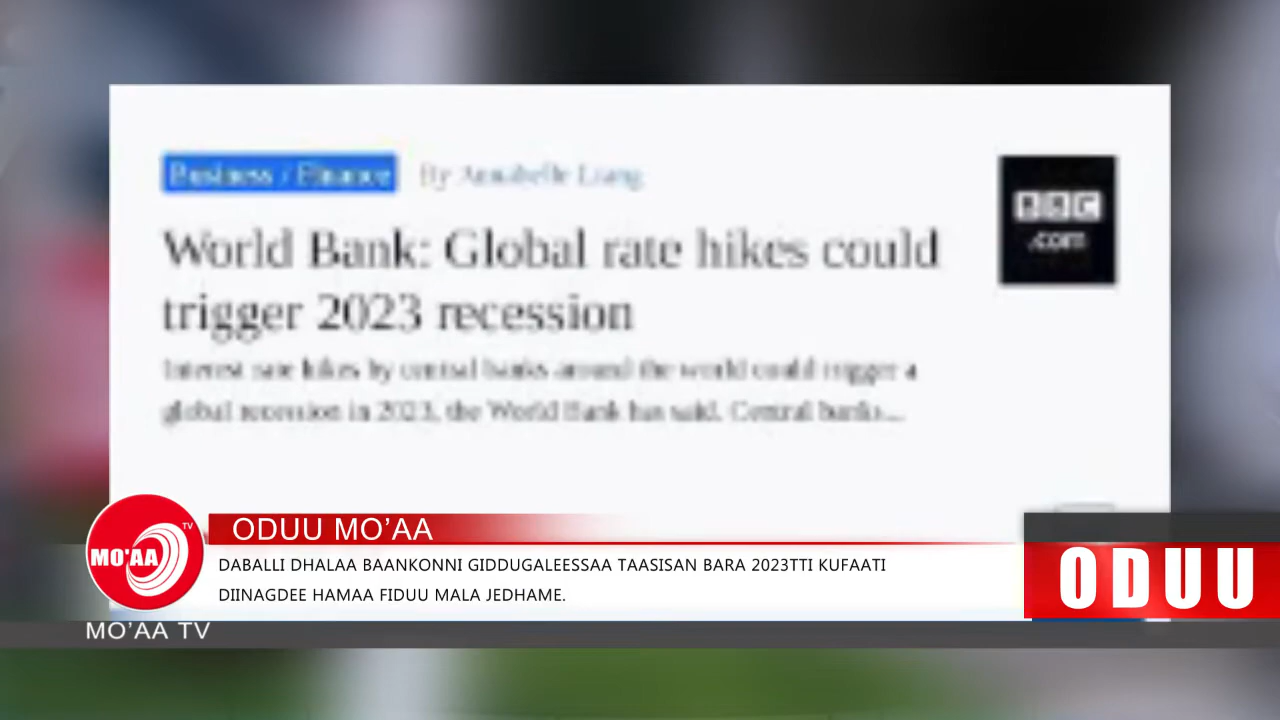 Business / Finance By Annabelle Liang
BBC
.com
World Bank: Global rate hikes could
trigger 2023 recession
Interest rate hikes by central banks around the world could trigger a
global recession in 2023, the World Bank has said. Central banks...
TV
MO'AA
ODUU MO'AA
DABALLI DHALAA BAANKONNI GIDDUGALEESSAA TAASISAN BARA 2023TTI KUFAATI
DIINAGDEE HAMAA FIDUU MALA JEDHAME.
ODUU
MO'AA TV